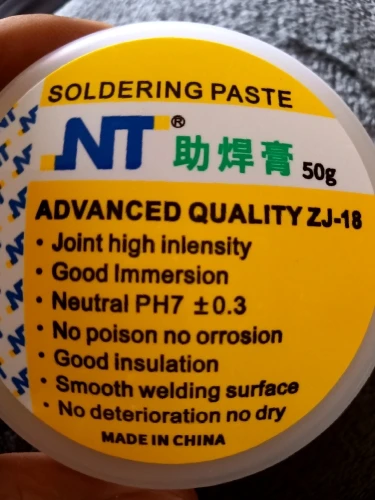 SOLDERING PASTE
NT® 助焊膏 50g
ADVANCED QUALITY ZJ-18
• Joint high inlensity
• Good Immersion
• Neutral PH7 ±0.3
• No poison no orrosion
• Good insulation
• Smooth welding surface
• No deterioration no dry
MADE IN CHINA